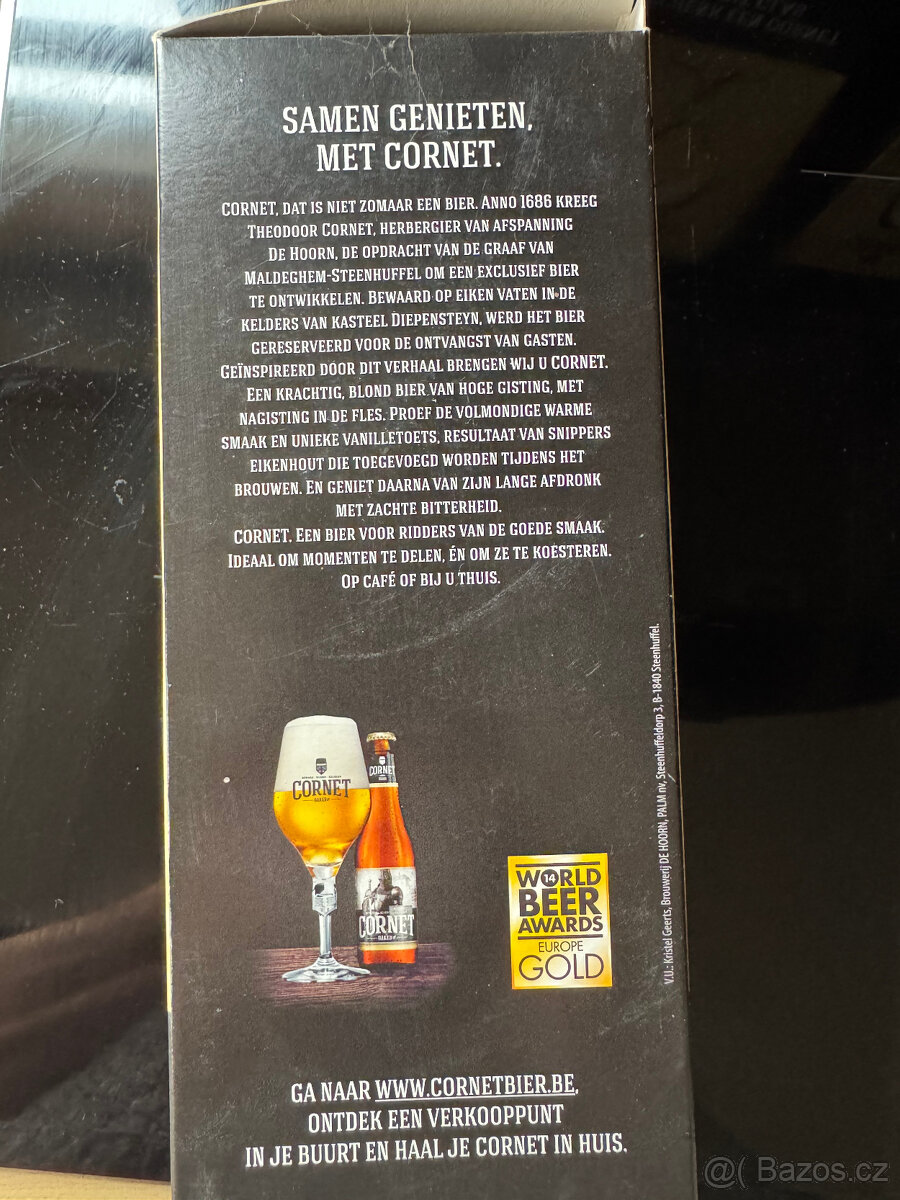 SAMEN GENIETEN,
MET CORNET.
CORNET, DAT IS NIET ZOMAAR EEN BIER. ANNO 1686 KREEG
THEODOOR CORNET, HERBERGIER VAN AFSPANNING
DE HOORN, DE OPDRACHT VAN DE GRAAF VAN
MALDEGHEM-STEENHUFFEL OM EEN EXCLUSIEF BIER
TE ONTWIKKELEN. BEWAARD OP EIKEN VATEN IN DE
KELDERS VAN KASTEEL DIEPENSTEYN, WERD HET BIER
GERESERVEERD VOOR DE ONTVANGST VAN GASTEN.
GEÏNSPIREERD DOOR DIT VERHAAL BRENGEN WIJ U CORNET.
EEN KRACHTIG, BLOND BIER VAN HOGE GISTING, MET
NAGISTING IN DE FLES. PROEF DE VOLMONDIGE WARME
SMAAK EN UNIEKE VANILLETOETS, RESULTAAT VAN SNIPPERS
EIKENHOUT DIE TOEGEVOEGD WORDEN TIJDENS HET
BROUWEN. EN GENIET DAARNA VAN ZIJN LANGE AFDRONK
MET ZACHTE BITTERHEID.
CORNET. EEN BIER VOOR RIDDERS VAN DE GOEDE SMAAK.
IDEAAL OM MOMENTEN TE DELEN, ÉN OM ZE TE KOESTEREN.
OP CAFÉ OF BIJ U THUIS.
V.U.: Kristel Geerts, Brouwerij DE HOORN, PALM nv, Steenhuffeldorp 3, B-1840 Steenhuffel.
CORNET
OAKED
CORNET
CORNET
OAKED
14
WORLD
BEER
AWARDS
EUROPE
GOLD
GA NAAR WWW.CORNETBIER.BE,
ONTDEK EEN VERKOOPPUNT
IN JE BUURT EN HAAL JE CORNET IN HUIS.
@( Bazos.cz